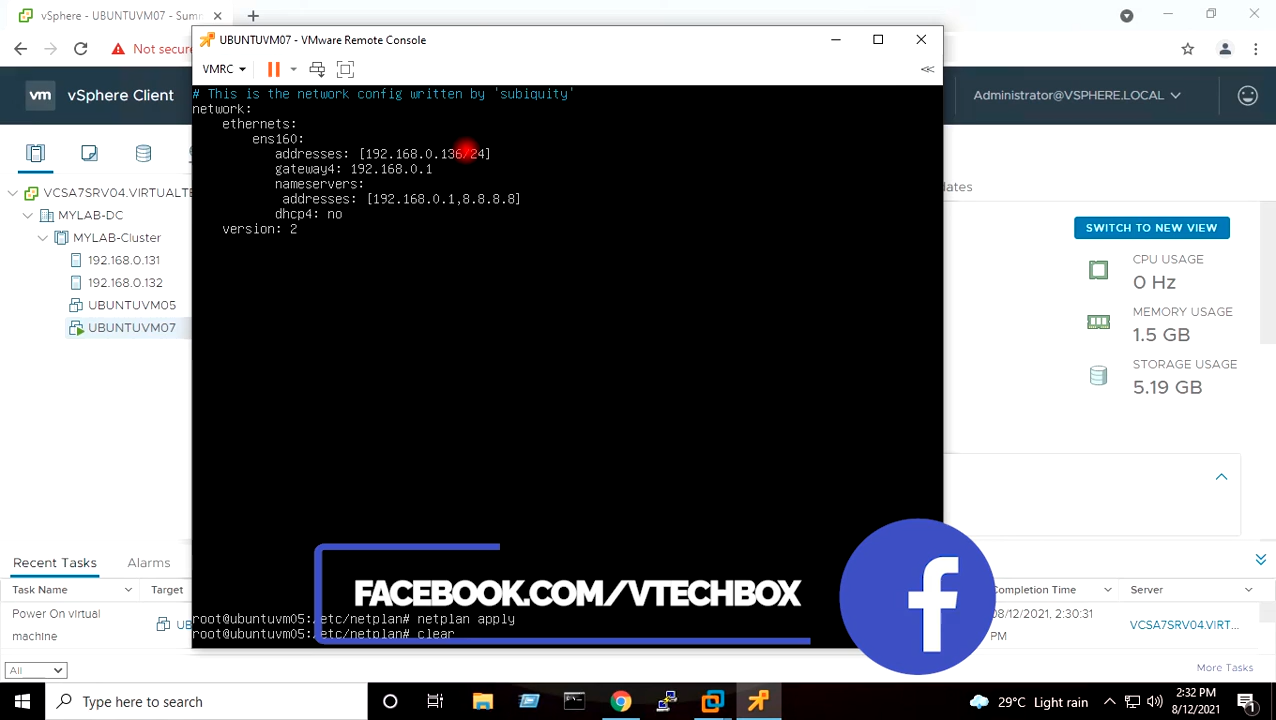 vSphere - UBUNTUVM07 - Sum
UBUNTUVM07 - VMware Remote Console
Not secure
VMRC
vm vSphere Client
Administrator@VSPHERE.LOCAL
# This is the network config written by 'subiquity'
network:
ethernets:
ens160:
addresses: [192.168.0.136/24]
gateway4: 192.168.0.1
nameservers:
addresses: [192.168.0.1,8.8.8.8]
dhcp4: no
version: 2
MYLAB-DC
MYLAB-Cluster
192.168.0.131
192.168.0.132
UBUNTUVM05
UBUNTUVM07
SWITCH TO NEW VIEW
CPU USAGE
0 Hz
MEMORY USAGE
1.5 GB
STORAGE USAGE
5.19 GB
Recent Tasks Alarms
Task Name Target Completion Time Server
Power On virtual
machine
08/12/2021, 2:30:31
PM
VCSA7SRV04.VIRT...
FACEBOOK.COM/VTECHBOX
root@ubuntuvm05:/etc/netplan# netplan apply
root@ubuntuvm05:/etc/netplan# clear
All
More Tasks
Type here to search
29°C Light rain
2:32 PM
8/12/2021
1